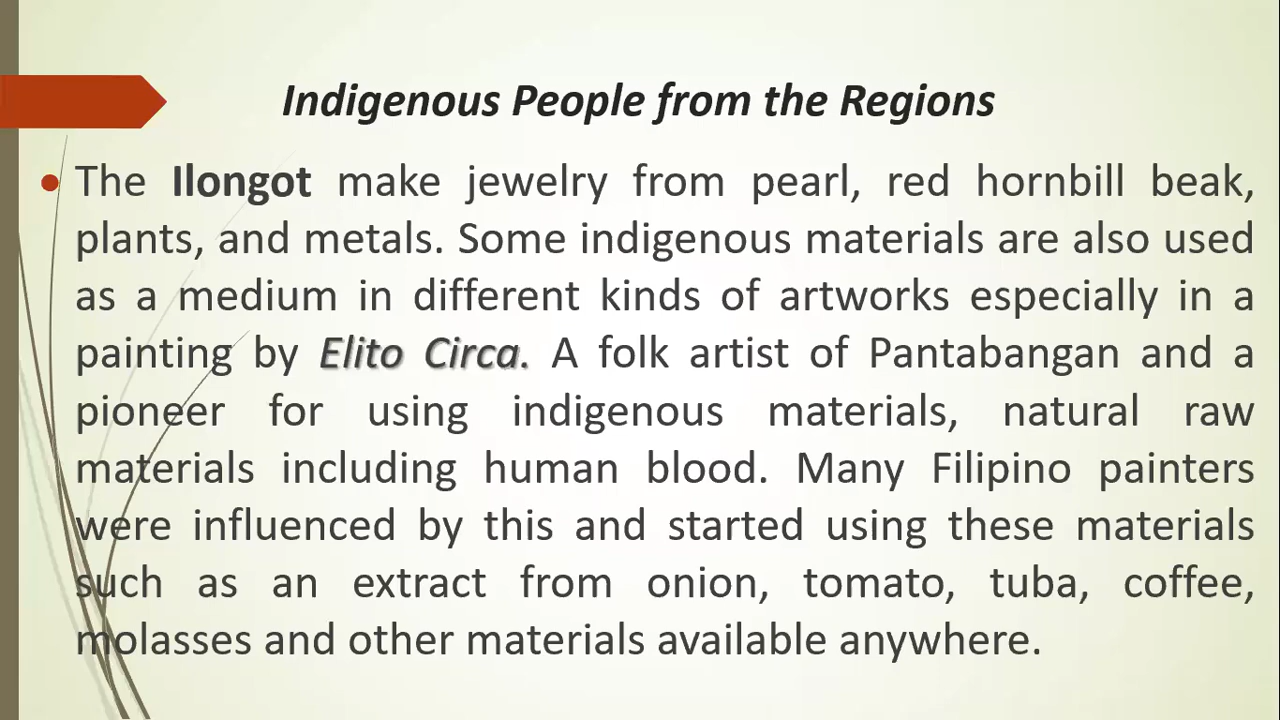 Indigenous People from the Regions
• The Ilongot make jewelry from pearl, red hornbill beak,
plants, and metals. Some indigenous materials are also used
as a medium in different kinds of artworks especially in a
painting by Elito Circa. A folk artist of Pantabangan and a
pioneer for using indigenous materials, natural raw
materials including human blood. Many Filipino painters
were influenced by this and started using these materials
such as an extract from onion, tomato, tuba, coffee,
molasses and other materials available anywhere.